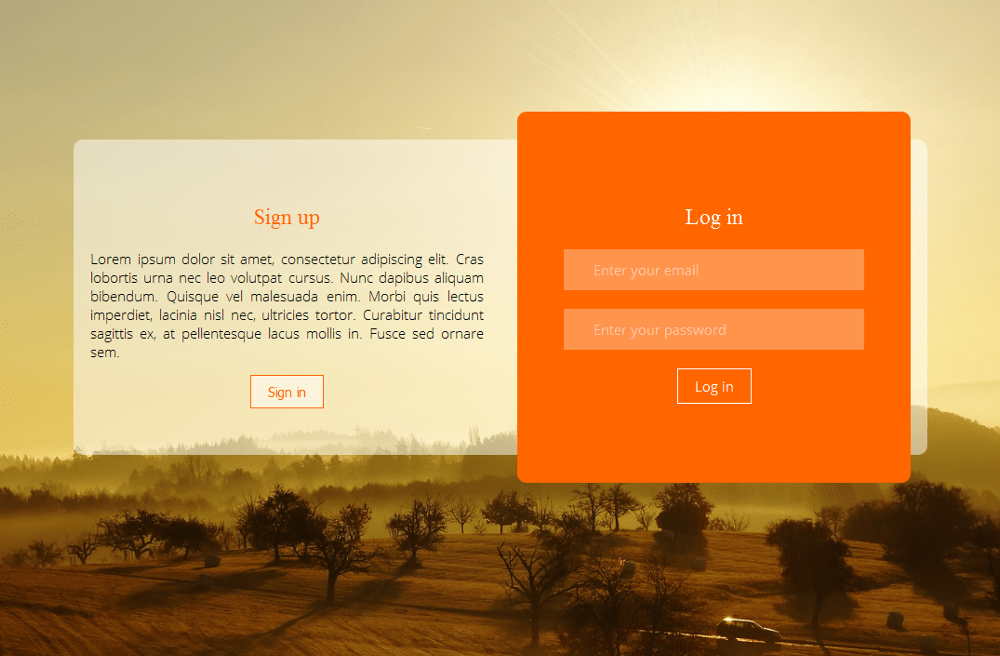 Sign up
Lorem ipsum dolor sit amet, consectetur adipiscing elit. Cras
lobortis urna nec leo volutpat cursus. Nunc dapibus aliquam
bibendum. Quisque vel malesuada enim. Morbi quis lectus
imperdiet, lacinia nisl nec, ultricies tortor. Curabitur tincidunt
sagittis ex, at pellentesque lacus mollis in. Fusce sed ornare
sem.
Sign in
Log in
Enter your email
Enter your password
Log in